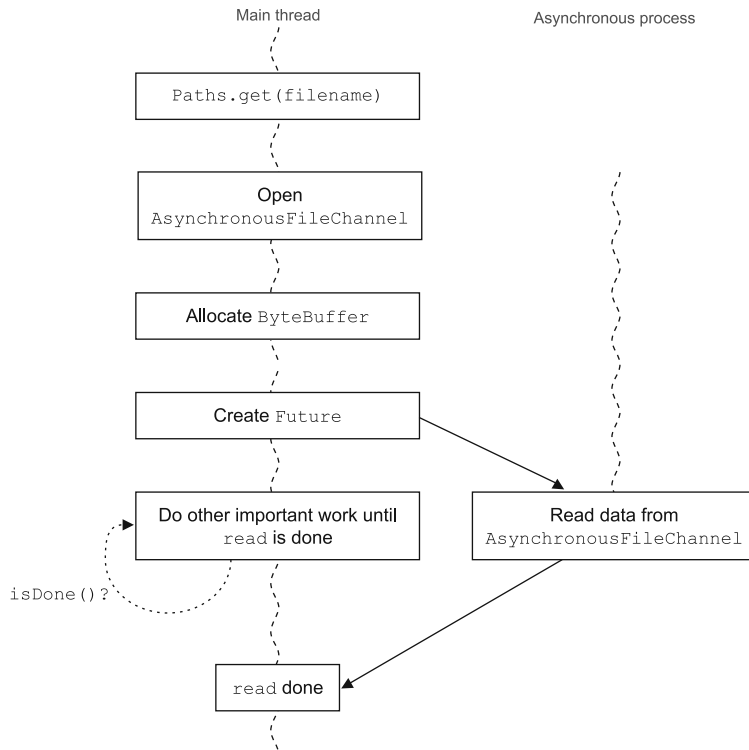 Main thread
Asynchronous process
Paths.get(filename)
Open
AsynchronousFileChannel
Allocate ByteBuffer
Create Future
Do other important work until
read is done
Read data from
AsynchronousFileChannel
isDone()?
read done